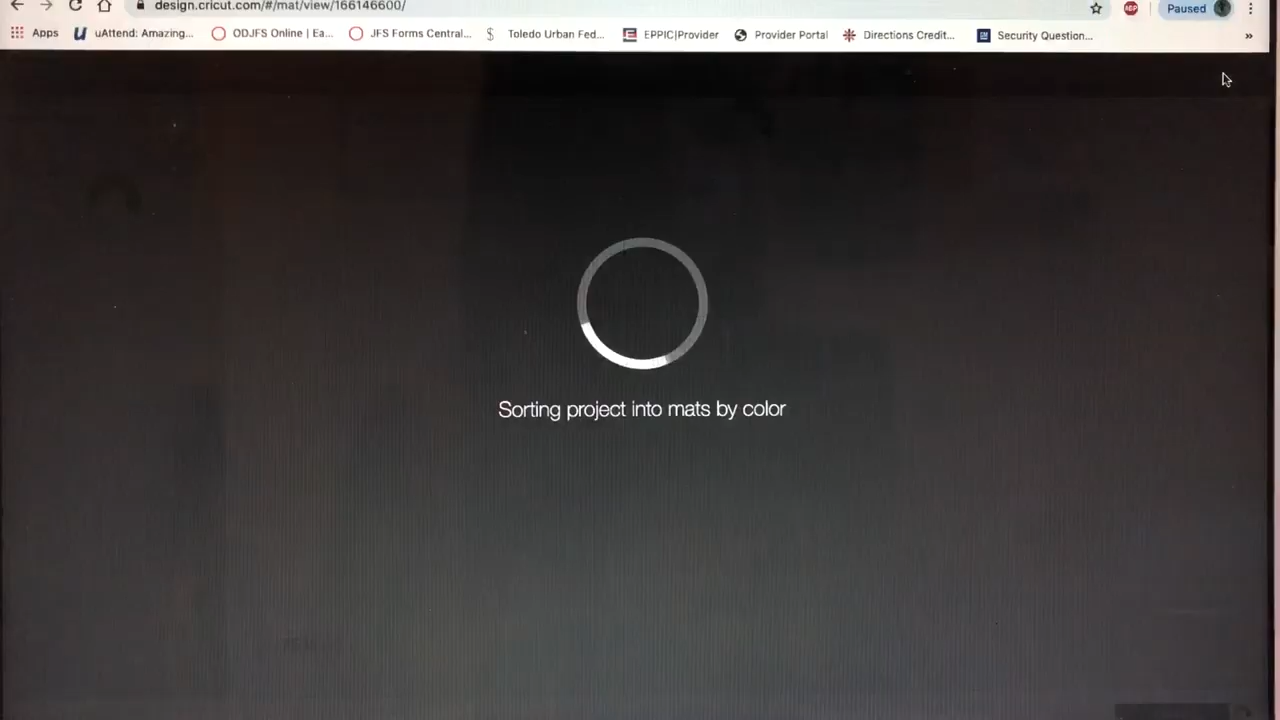 design.cricut.com/#/mat/view/166146600/
Paused
Apps uAttend: Amazing... ODJFS Online | Ea... JFS Forms Central... Toledo Urban Fed... EPPIC|Provider Provider Portal Directions Credit... Security Question... »
Sorting project into mats by color